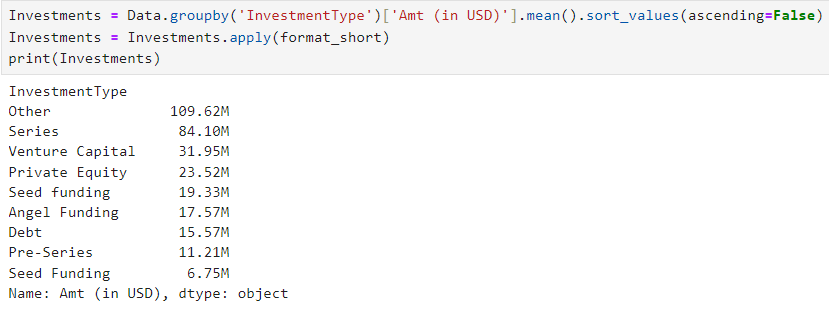 Investments = Data.groupby('InvestmentType')['Amt (in USD)'].mean().sort_values(ascending=False)
Investments = Investments.apply(format_short)
print(Investments)
InvestmentType
Other 109.62M
Series 84.10M
Venture Capital 31.95M
Private Equity 23.52M
Seed funding 19.33M
Angel Funding 17.57M
Debt 15.57M
Pre-Series 11.21M
Seed Funding 6.75M
Name: Amt (in USD), dtype: object